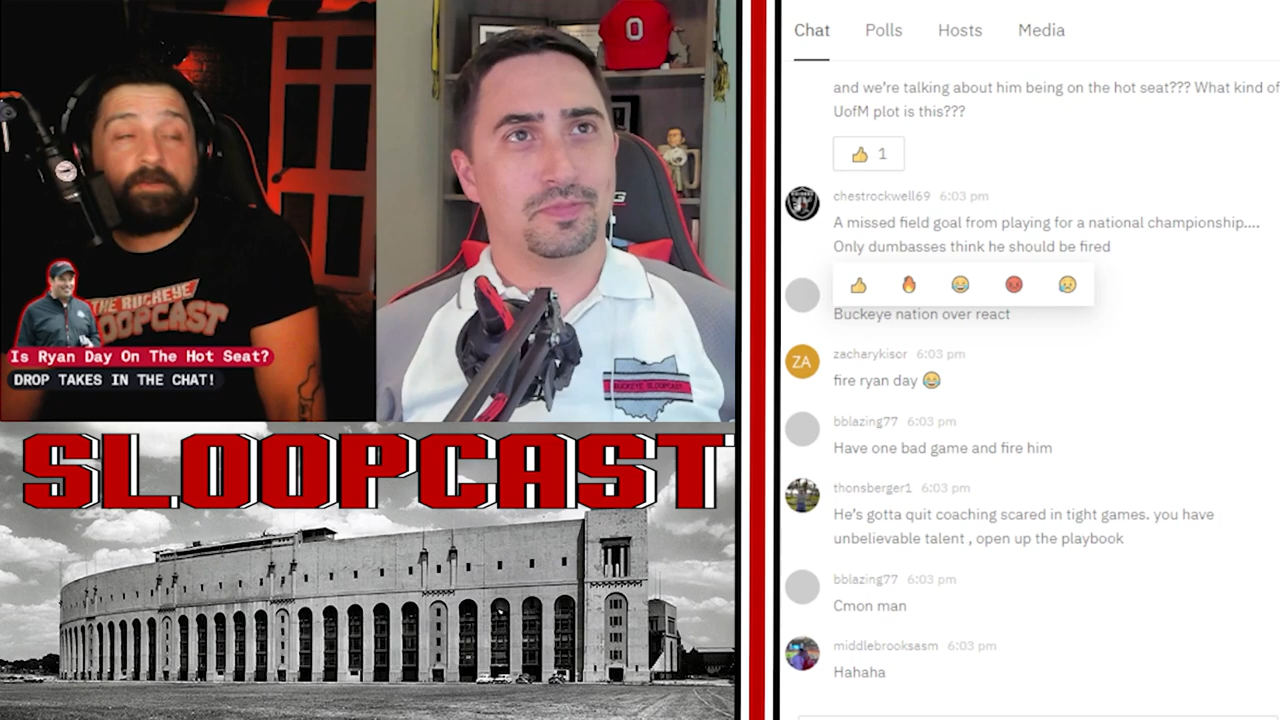 O
THE BUCKEYE
SLOOPCAST
Is Ryan Day On The Hot Seat?
DROP TAKES IN THE CHAT!
BUCKEYE SLOOPCAST
SLOOPCAST
Chat Polls Hosts Media
and we're talking about him being on the hot seat??? What kind of
UofM plot is this???
👍 1
chestrockwell69 6:03 pm
A missed field goal from playing for a national championship....
Only dumbasses think he should be fired
Buckeye nation over react
ZA
zacharykisor 6:03 pm
fire ryan day 😂
bblazing77 6:03 pm
Have one bad game and fire him
thonsberger1 6:03 pm
He's gotta quit coaching scared in tight games. you have
unbelievable talent , open up the playbook
bblazing77 6:03 pm
Cmon man
middlebrooksasm 6:03 pm
Hahaha